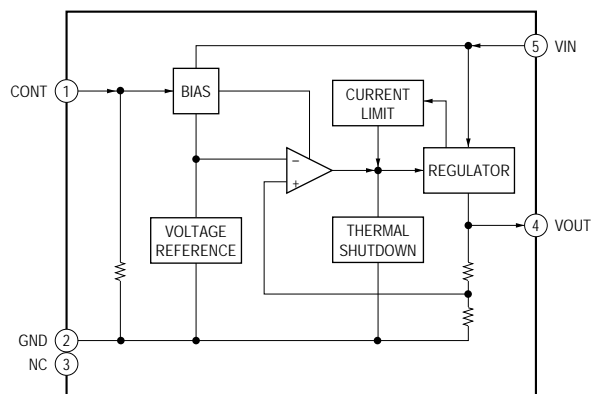 5 VIN
CONT 1
BIAS
CURRENT
LIMIT
−
+
REGULATOR
4 VOUT
VOLTAGE
REFERENCE
THERMAL
SHUTDOWN
GND 2
NC 3